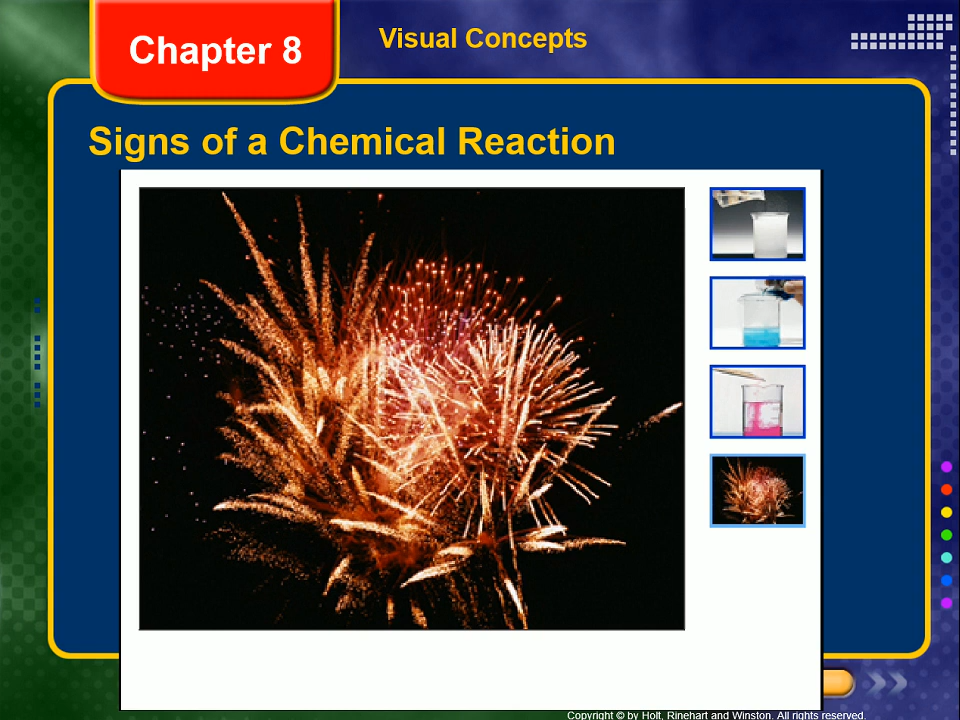 Chapter 8
Visual Concepts
Signs of a Chemical Reaction
Copyright © by Holt, Rinehart and Winston. All rights reserved.